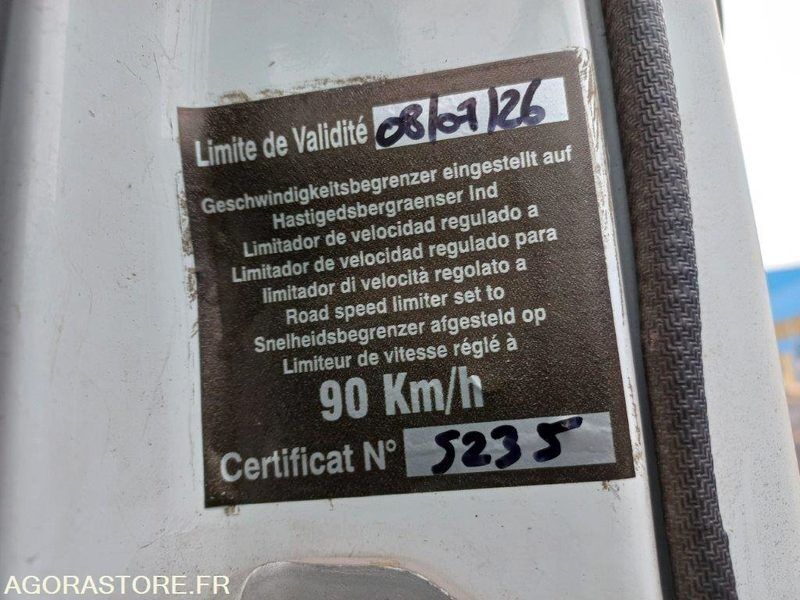 Limite de Validité 08/01/26
Geschwindigkeitsbegrenzer eingestellt auf
Hastigedsbergraenser Ind
Limitador de velocidad regulado a
Limitador de velocidad regulado para
limitador di velocità regolato a
Road speed limiter set to
Snelheidsbegrenzer afgesteld op
Limiteur de vitesse réglé à
90 Km/h
Certificat N° 5235
AGORASTORE.FR